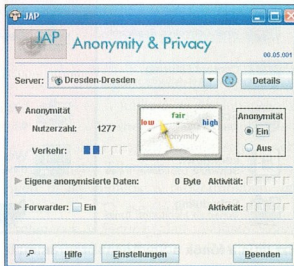 JAP
JAP
Anonymity & Privacy
00.05.001
Server: Dresden-Dresden
Details
Anonymität
Nutzerzahl: 1277
Verkehr:
low fair high
Anonymity
Anonymität
Ein
Aus
Eigene anonymisierte Daten: 0 Byte Aktivität:
Forwarder: Ein Aktivität:
Hilfe
Einstellungen
Beenden